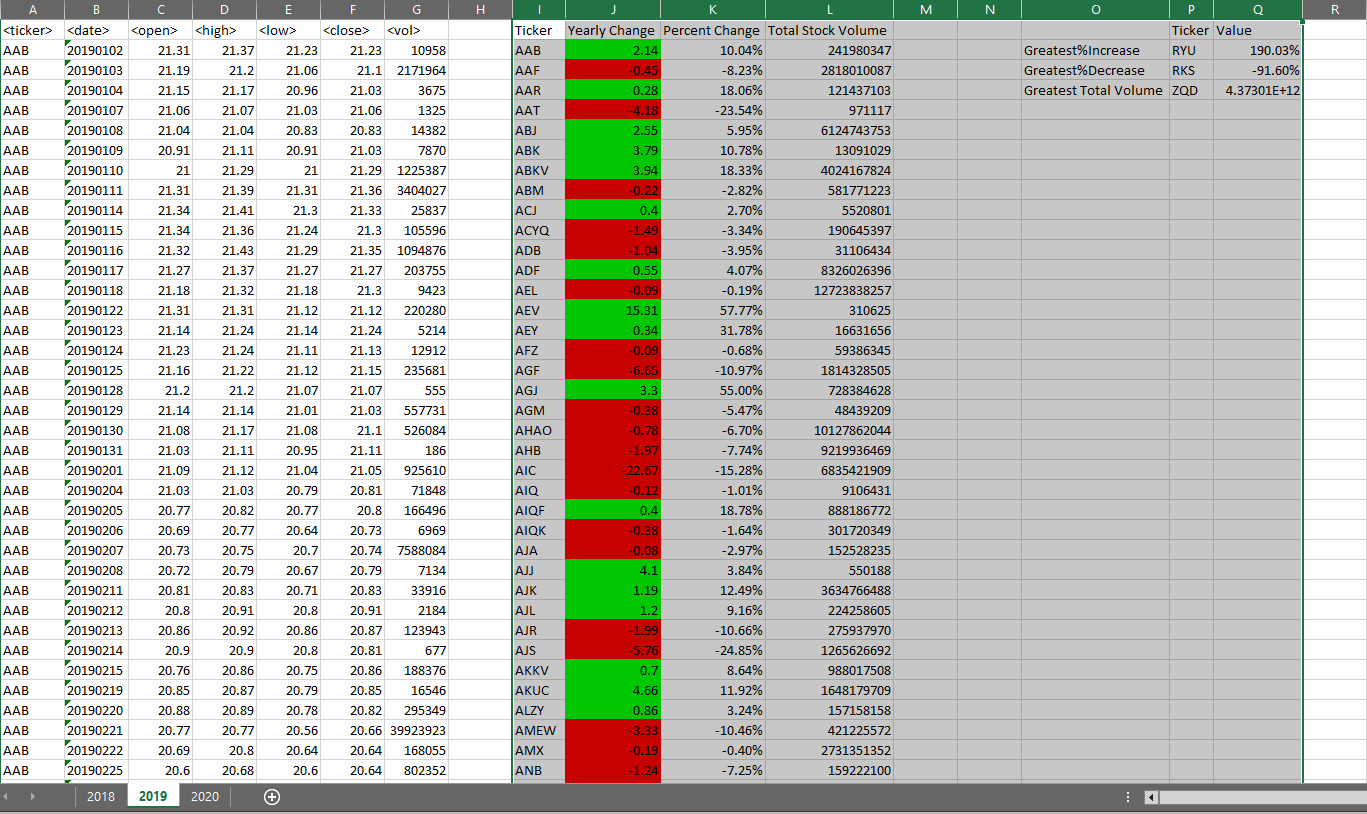 A B C D E F G H I J K L M N O P Q R
<ticker> <date> <open> <high> <low> <close> <vol> Ticker Yearly Change Percent Change Total Stock Volume Ticker Value
AAB 20190102 21.31 21.37 21.23 21.23 10958 AAB 2.14 10.04% 241980347 Greatest%Increase RYU 190.03%
AAB 20190103 21.19 21.2 21.06 21.1 2171964 AAF -0.45 -8.23% 2818010087 Greatest%Decrease RKS -91.60%
AAB 20190104 21.15 21.17 20.96 21.03 3675 AAR 0.28 18.06% 121437103 Greatest Total Volume ZQD 4.37301E+12
AAB 20190107 21.06 21.07 21.03 21.06 1325 AAT -4.18 -23.54% 971117
AAB 20190108 21.04 21.04 20.83 20.83 14382 ABJ 2.55 5.95% 6124743753
AAB 20190109 20.91 21.11 20.91 21.03 7870 ABK 3.79 10.78% 13091029
AAB 20190110 21 21.29 21 21.29 1225387 ABKV 3.94 18.33% 4024167824
AAB 20190111 21.31 21.39 21.31 21.36 3404027 ABM -0.22 -2.82% 581771223
AAB 20190114 21.34 21.41 21.3 21.33 25837 ACJ 0.4 2.70% 5520801
AAB 20190115 21.34 21.36 21.24 21.3 105596 ACYQ -1.49 -3.34% 190645397
AAB 20190116 21.32 21.43 21.29 21.35 1094876 ADB -1.04 -3.95% 31106434
AAB 20190117 21.27 21.37 21.27 21.27 203755 ADF 0.55 4.07% 8326026396
AAB 20190118 21.18 21.32 21.18 21.3 9423 AEL -0.09 -0.19% 12723838257
AAB 20190122 21.31 21.31 21.12 21.12 220280 AEV 15.31 57.77% 310625
AAB 20190123 21.14 21.24 21.14 21.24 5214 AEY 0.34 31.78% 16631656
AAB 20190124 21.23 21.24 21.11 21.13 12912 AFZ -0.09 -0.68% 59386345
AAB 20190125 21.16 21.22 21.12 21.15 235681 AGF -6.65 -10.97% 1814328505
AAB 20190128 21.2 21.2 21.07 21.07 555 AGJ 3.3 55.00% 728384628
AAB 20190129 21.14 21.14 21.01 21.03 557731 AGM -0.38 -5.47% 48439209
AAB 20190130 21.08 21.17 21.08 21.1 526084 AHAO -0.78 -6.70% 10127862044
AAB 20190131 21.03 21.11 20.95 21.11 186 AHB -1.97 -7.74% 9219936469
AAB 20190201 21.09 21.12 21.04 21.05 925610 AIC -22.67 -15.28% 6835421909
AAB 20190204 21.03 21.03 20.79 20.81 71848 AIQ -0.12 -1.01% 9106431
AAB 20190205 20.77 20.82 20.77 20.8 166496 AIQF 0.4 18.78% 888186772
AAB 20190206 20.69 20.77 20.64 20.73 6969 AIQK -0.38 -1.64% 301720349
AAB 20190207 20.73 20.75 20.7 20.74 7588084 AJA -0.08 -2.97% 152528235
AAB 20190208 20.72 20.79 20.67 20.79 7134 AJJ 4.1 3.84% 550188
AAB 20190211 20.81 20.83 20.71 20.83 33916 AJK 1.19 12.49% 3634766488
AAB 20190212 20.8 20.91 20.8 20.91 2184 AJL 1.2 9.16% 224258605
AAB 20190213 20.86 20.92 20.86 20.87 123943 AJR -1.99 -10.66% 275937970
AAB 20190214 20.9 20.9 20.8 20.81 677 AJS -5.76 -24.85% 1265626692
AAB 20190215 20.76 20.86 20.75 20.86 188376 AKKV 0.7 8.64% 988017508
AAB 20190219 20.85 20.87 20.79 20.85 16546 AKUC 4.66 11.92% 1648179709
AAB 20190220 20.88 20.89 20.78 20.82 295349 ALZY 0.86 3.24% 157158158
AAB 20190221 20.77 20.77 20.56 20.66 39923923 AMEW -3.33 -10.46% 421225572
AAB 20190222 20.69 20.8 20.64 20.64 168055 AMX -0.19 -0.40% 2731351352
AAB 20190225 20.6 20.68 20.6 20.64 802352 ANB -1.24 -7.25% 159222100
2018 2019 2020